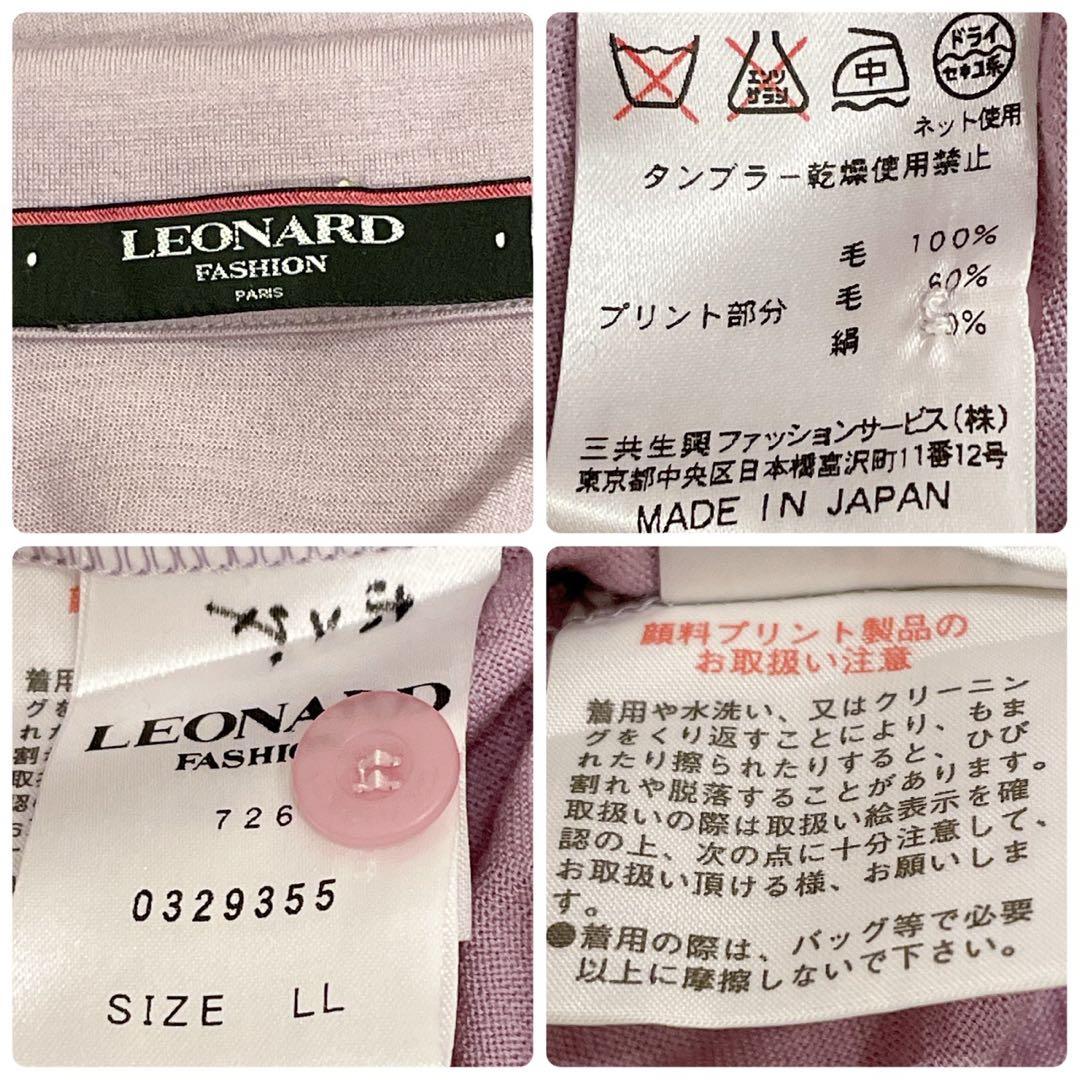 LEONARD
FASHION
PARIS
エンソ
サラシ
中
ドライ
セキユ系
ネット使用
タンブラー乾燥使用禁止
毛 100%
プリント部分 毛 60%
絹
三共生興ファッションサービス(株)
東京都中央区日本橋富沢町11番12号
MADE IN JAPAN
LEONARD
FASHION
726
0329355
SIZE LL
顔料プリント製品の
お取扱い注意
着用や水洗い、又はクリーニン
グをくり返すことにより、もま
れたり擦られたりすると、ひび
割れや脱落することがあります。
取扱いの際は取扱い絵表示を確
認の上、次の点に十分注意して、
お取扱い頂ける様、お願いしま
す。
●着用の際は、バッグ等で必要
以上に摩擦しないで下さい。